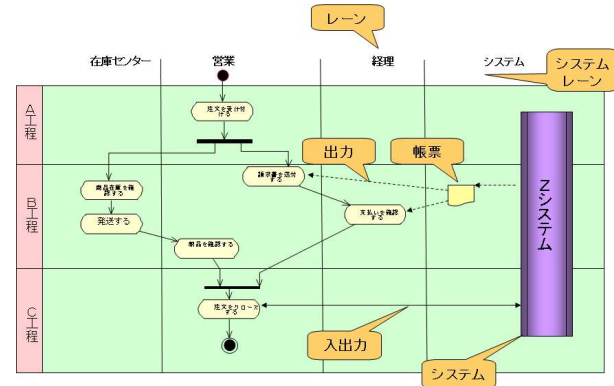 レーン
在庫センター
営業
経理
システム
システム
レーン
A工程
注文を受け付
ける
出力
帳票
B工程
商品在庫を確
認する
請求書を送付
する
Zシステム
発送する
支払いを確認
する
納品を確認する
C工程
注文をクローズ
する
入出力
システム